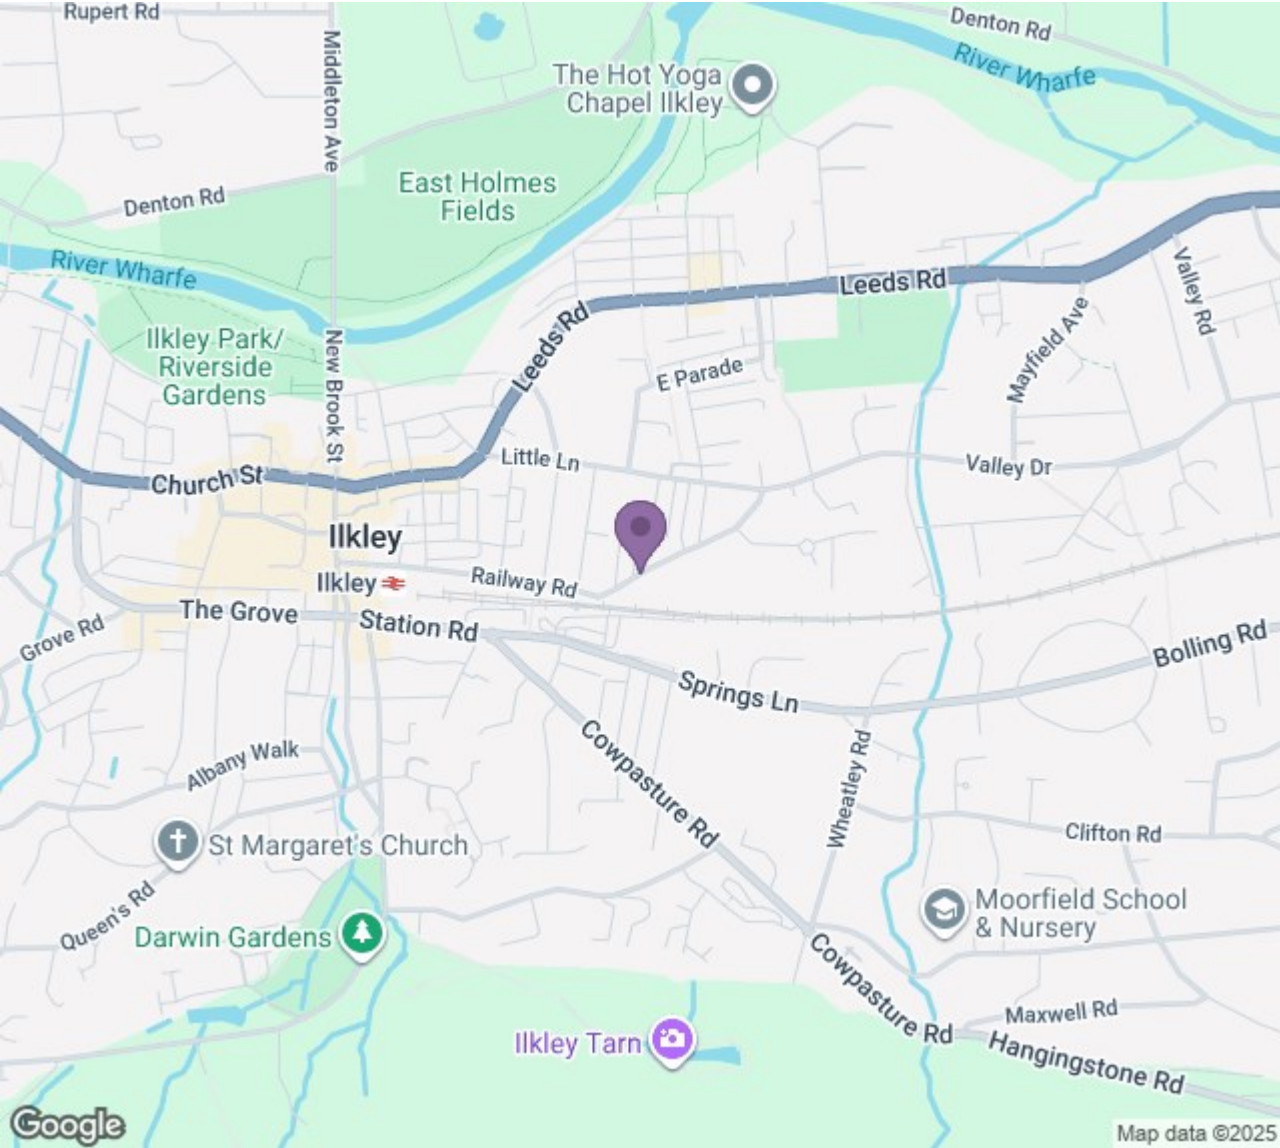 Rupert Rd
Middleton Ave
Denton Rd
River Wharfe
The Hot Yoga
Chapel Ilkley
East Holmes
Fields
Denton Rd
River Wharfe
Leeds Rd
Valley Rd
Ilkley Park/
Riverside
Gardens
New Brook St
Leeds Rd
E Parade
Mayfield Ave
Little Ln
Valley Dr
Church St
Ilkley
Ilkley
Railway Rd
The Grove
Station Rd
Grove Rd
Bolling Rd
Springs Ln
Albany Walk
Cowpasture Rd
Wheatley Rd
Clifton Rd
St Margaret's Church
Queen's Rd
Darwin Gardens
Moorfield School
& Nursery
Cowpasture Rd
Maxwell Rd
Ilkley Tarn
Hangingstone Rd
Google
Map data ©2025